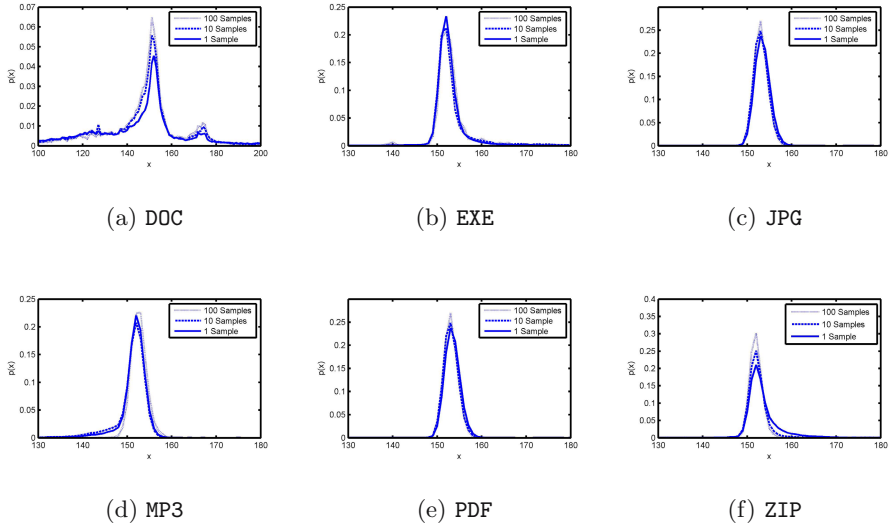 0.07
0.06
0.05
0.04
0.03
0.02
0.01
0
p(x)
100 120 140 160 180 200
x
100 Samples
10 Samples
1 Sample
(a) DOC
0.25
0.2
0.15
0.1
0.05
0
p(x)
130 140 150 160 170 180
x
100 Samples
10 Samples
1 Sample
(b) EXE
0.25
0.2
0.15
0.1
0.05
0
p(x)
130 140 150 160 170 180
x
100 Samples
10 Samples
1 Sample
(c) JPG
0.25
0.2
0.15
0.1
0.05
0
p(x)
130 140 150 160 170 180
x
100 Samples
10 Samples
1 Sample
(d) MP3
0.25
0.2
0.15
0.1
0.05
0
p(x)
130 140 150 160 170 180
x
100 Samples
10 Samples
1 Sample
(e) PDF
0.4
0.35
0.3
0.25
0.2
0.15
0.1
0.05
0
p(x)
130 140 150 160 170 180
x
100 Samples
10 Samples
1 Sample
(f) ZIP